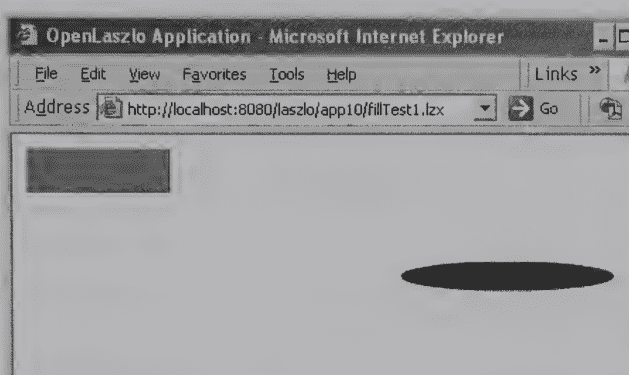 OpenLaszlo Application - Microsoft Internet Explorer
File Edit View Favorites Tools Help Links »
Address http://localhost:8080/laszlo/app10/fillTest1.lzx Go